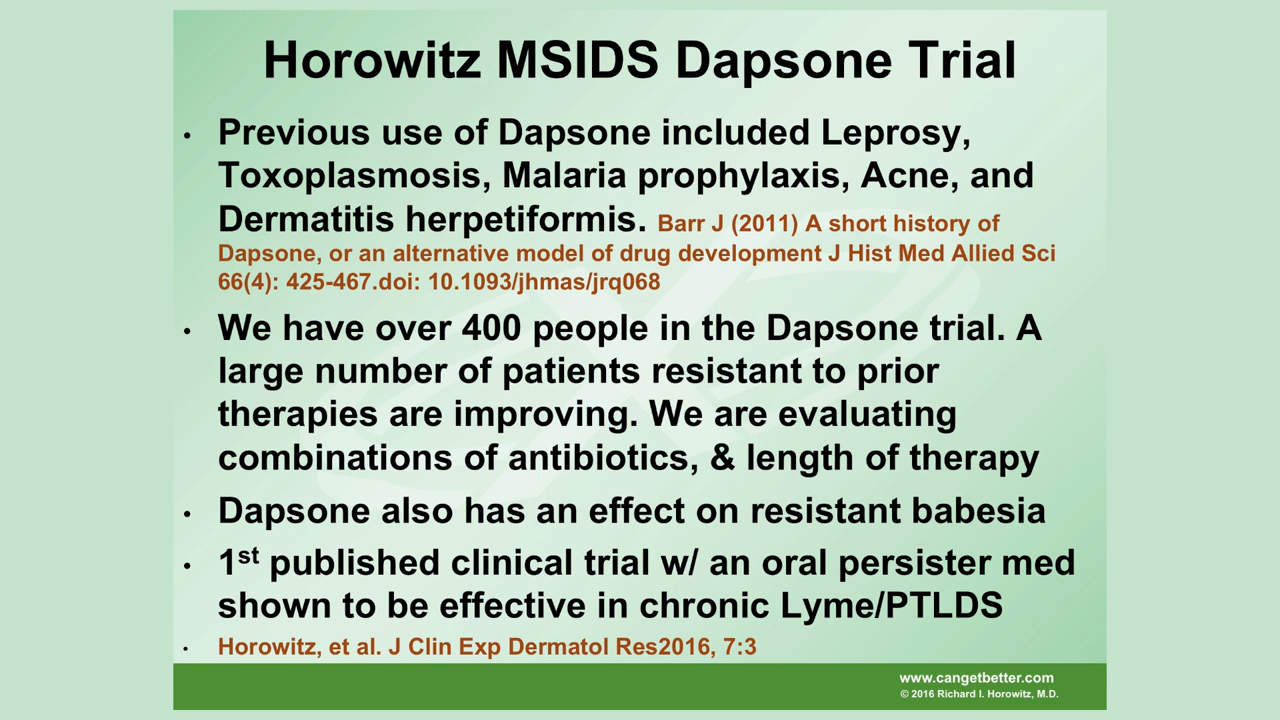 Horowitz MSIDS Dapsone Trial
• Previous use of Dapsone included Leprosy,
Toxoplasmosis, Malaria prophylaxis, Acne, and
Dermatitis herpetiformis. Barr J (2011) A short history of
Dapsone, or an alternative model of drug development J Hist Med Allied Sci
66(4): 425-467.doi: 10.1093/jhmas/jrq068
• We have over 400 people in the Dapsone trial. A
large number of patients resistant to prior
therapies are improving. We are evaluating
combinations of antibiotics, & length of therapy
• Dapsone also has an effect on resistant babesia
• 1st published clinical trial w/ an oral persister med
shown to be effective in chronic Lyme/PTLDS
• Horowitz, et al. J Clin Exp Dermatol Res2016, 7:3
www.cangetbetter.com
© 2016 Richard I. Horowitz, M.D.